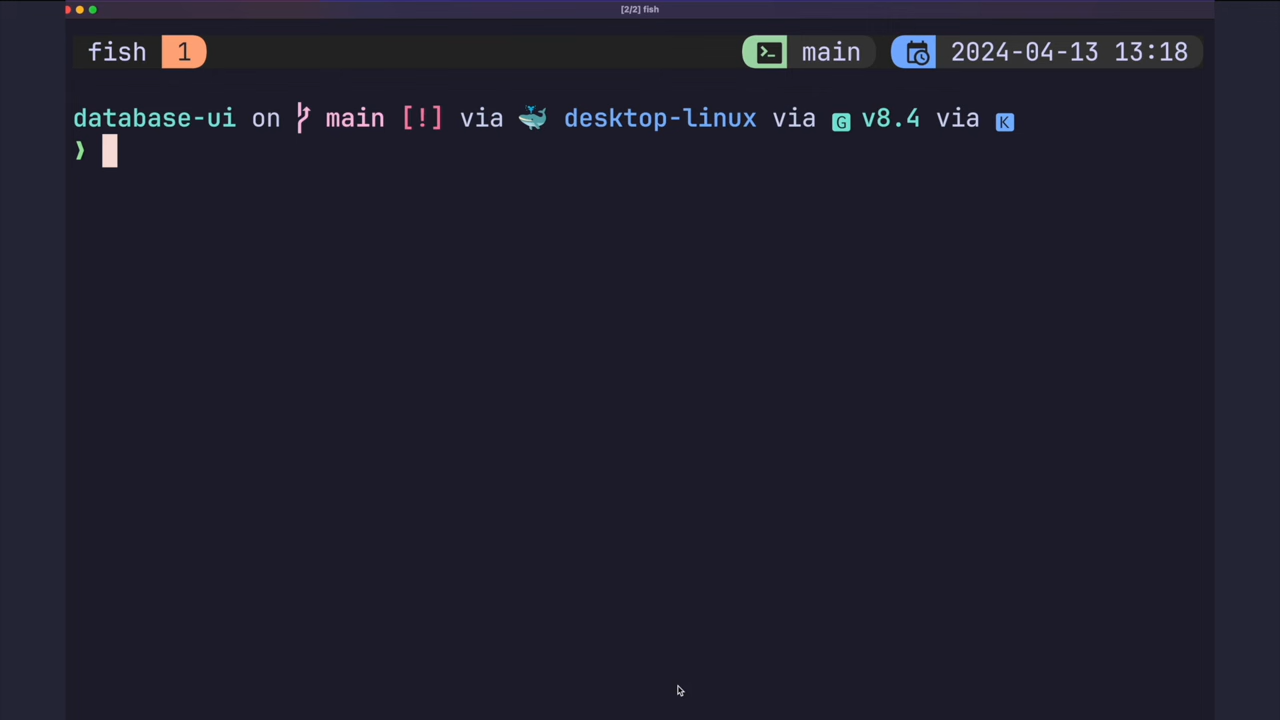 [2/2] fish
fish 1 main 2024-04-13 13:18
database-ui on main [!] via desktop-linux via G v8.4 via K
❯